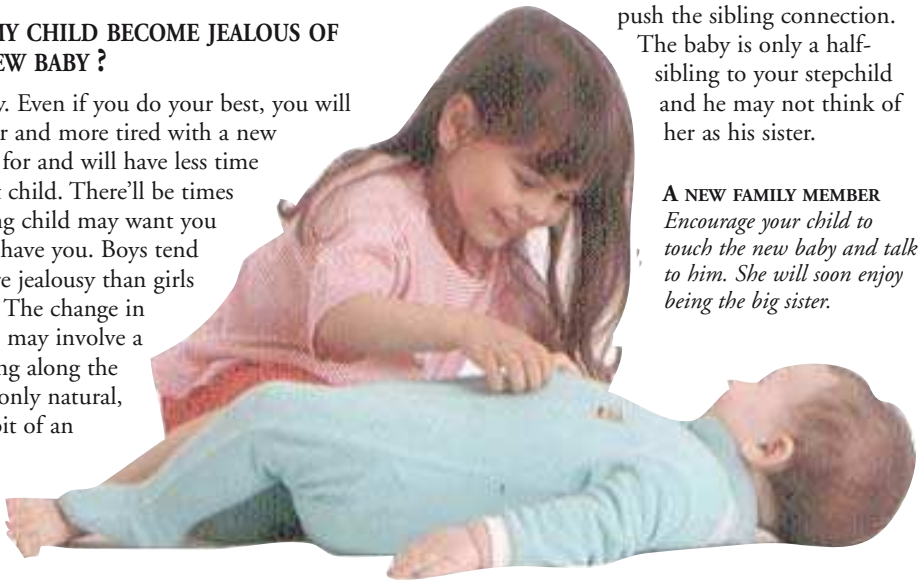 MY CHILD BECOME JEALOUS OF
EW BABY ?
y. Even if you do your best, you will
r and more tired with a new
for and will have less time
t child. There’ll be times
ng child may want you
have you. Boys tend
re jealousy than girls
The change in
may involve a
ng along the
only natural,
bit of an
push the sibling connection.
The baby is only a half-
sibling to your stepchild
and he may not think of
her as his sister.
A NEW FAMILY MEMBER
Encourage your child to
touch the new baby and talk
to him. She will soon enjoy
being the big sister.